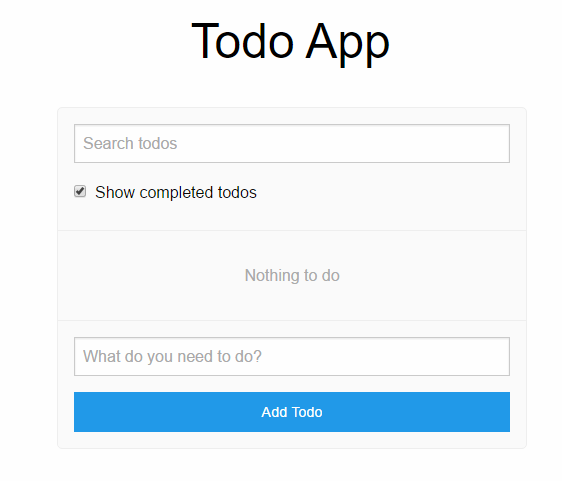 Todo App
Search todos
Show completed todos
Nothing to do
What do you need to do?
Add Todo